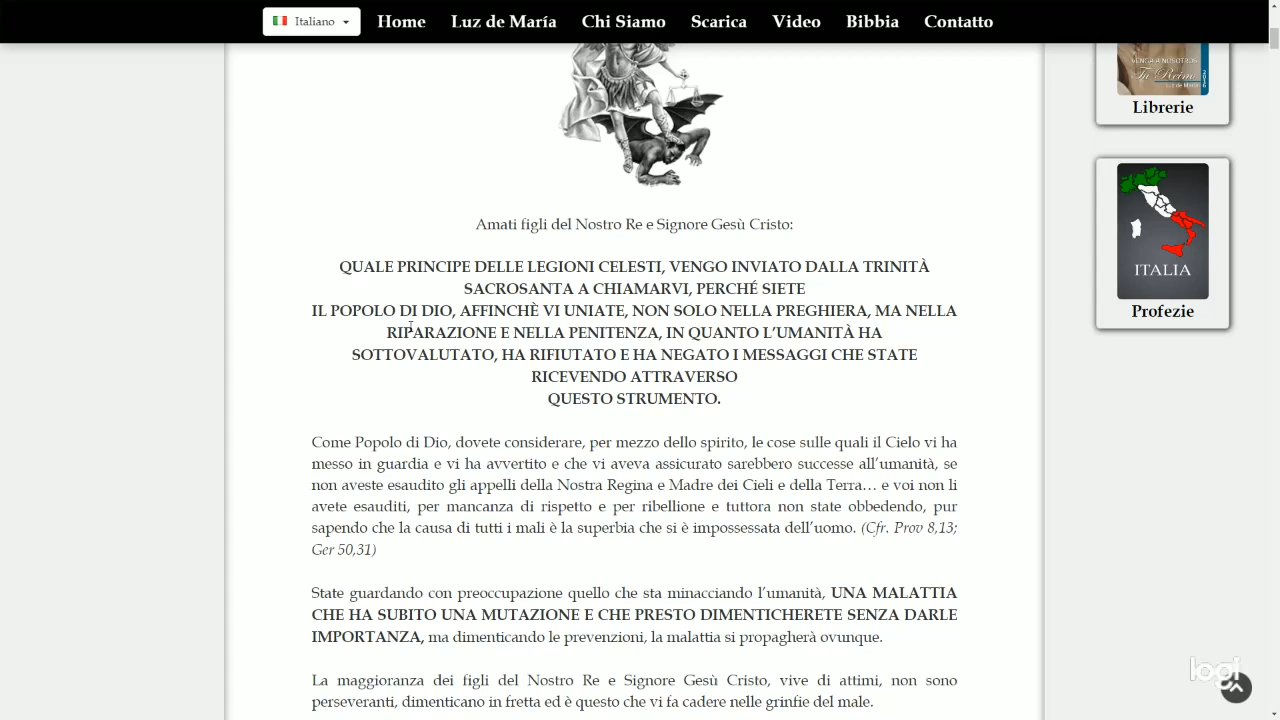 Italiano
Home
Luz de María
Chi Siamo
Scarica
Video
Bibbia
Contatto
VENGA A NOSOTROS
Tu Reino
Luz de María
Librerie
ITALIA
Profezie
Amati figli del Nostro Re e Signore Gesù Cristo:
QUALE PRINCIPE DELLE LEGIONI CELESTI, VENGO INVIATO DALLA TRINITÀ
SACROSANTA A CHIAMARVI, PERCHÉ SIETE
IL POPOLO DI DIO, AFFINCHÈ VI UNIATE, NON SOLO NELLA PREGHIERA, MA NELLA
RIPARAZIONE E NELLA PENITENZA, IN QUANTO L’UMANITÀ HA
SOTTOVALUTATO, HA RIFIUTATO E HA NEGATO I MESSAGGI CHE STATE
RICEVENDO ATTRAVERSO
QUESTO STRUMENTO.
Come Popolo di Dio, dovete considerare, per mezzo dello spirito, le cose sulle quali il Cielo vi ha
messo in guardia e vi ha avvertito e che vi aveva assicurato sarebbero successe all’umanità, se
non aveste esaudito gli appelli della Nostra Regina e Madre dei Cieli e della Terra… e voi non li
avete esauditi, per mancanza di rispetto e per ribellione e tuttora non state obbedendo, pur
sapendo che la causa di tutti i mali è la superbia che si è impossessata dell’uomo. (Cfr. Prov 8,13;
Ger 50,31)
State guardando con preoccupazione quello che sta minacciando l’umanità, UNA MALATTIA
CHE HA SUBITO UNA MUTAZIONE E CHE PRESTO DIMENTICHERETE SENZA DARLE
IMPORTANZA, ma dimenticando le prevenzioni, la malattia si propagherà ovunque.
La maggioranza dei figli del Nostro Re e Signore Gesù Cristo, vive di attimi, non sono
perseveranti, dimenticano in fretta ed è questo che vi fa cadere nelle grinfie del male.
logi